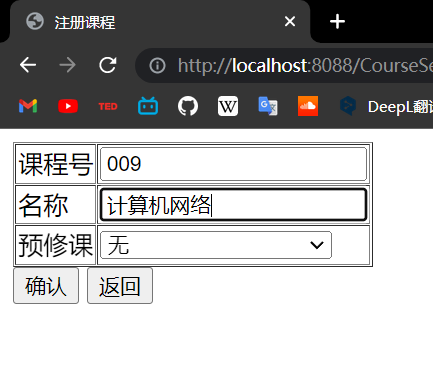 注册课程
http://localhost:8088/CourseSe
TED
W
DeepL翻译
课程号 009
名称 计算机网络
预修课 无
确认 返回